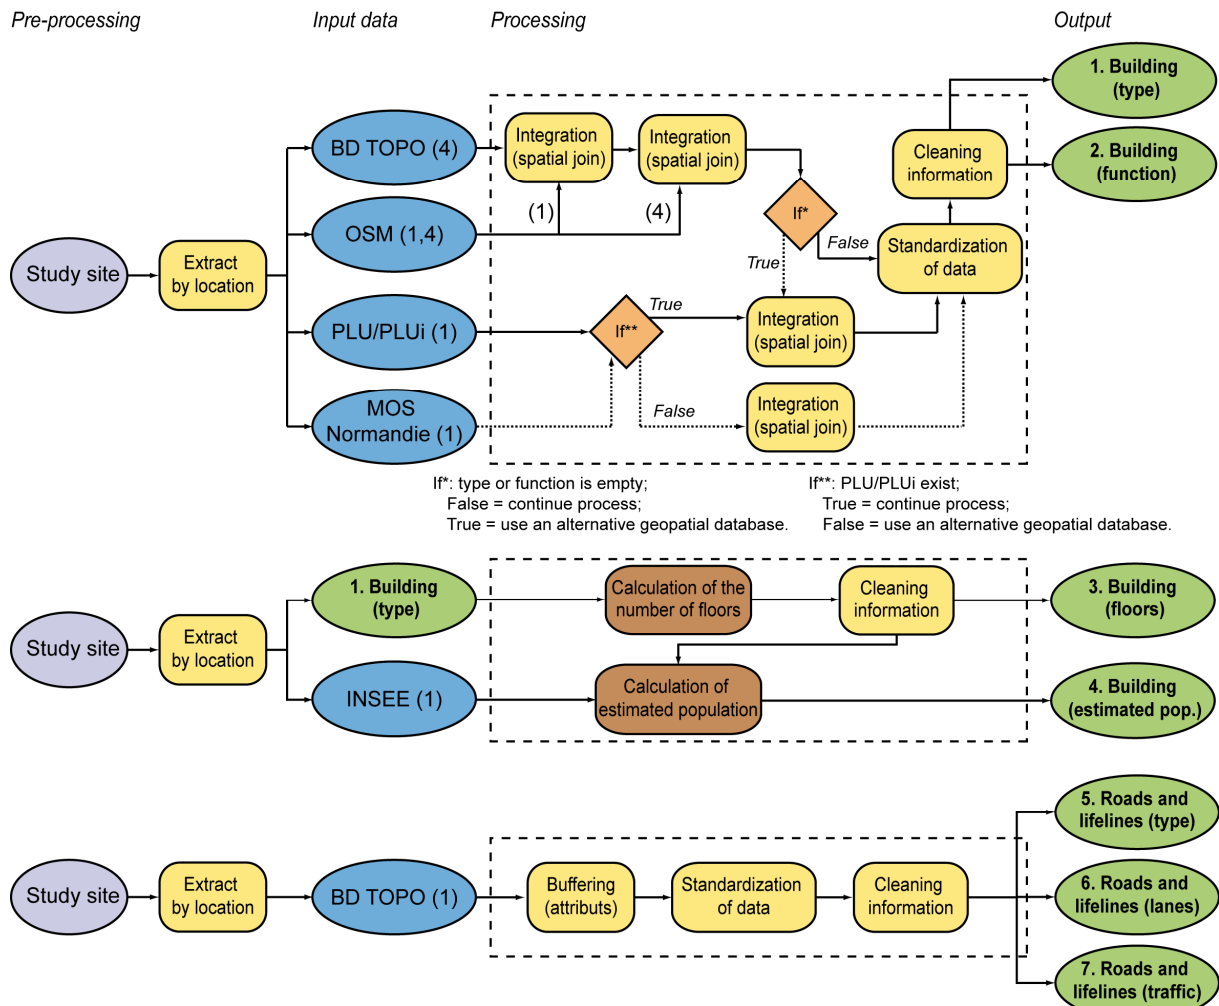 Pre-processing
Input data
Processing
Output
1. Building
(type)
2. Building
(function)
BD TOPO (4)
Integration
(spatial join)
Integration
(spatial join)
Cleaning
information
OSM (1,4)
(1)
(4)
If*
False
True
Standardization
of data
Study site
Extract
by location
PLU/PLUi (1)
If**
True
Integration
(spatial join)
MOS
Normandie (1)
False
Integration
(spatial join)
If*: type or function is empty;
False = continue process;
True = use an alternative geopatial database.
If**: PLU/PLUi exist;
True = continue process;
False = use an alternative geopatial database.
Study site
Extract
by location
1. Building
(type)
Calculation of the
number of floors
Cleaning
information
3. Building
(floors)
INSEE (1)
Calculation of
estimated population
4. Building
(estimated pop.)
Study site
Extract
by location
BD TOPO (1)
Buffering
(attributs)
Standardization
of data
Cleaning
information
5. Roads and
lifelines (type)
6. Roads and
lifelines (lanes)
7. Roads and
lifelines (traffic)